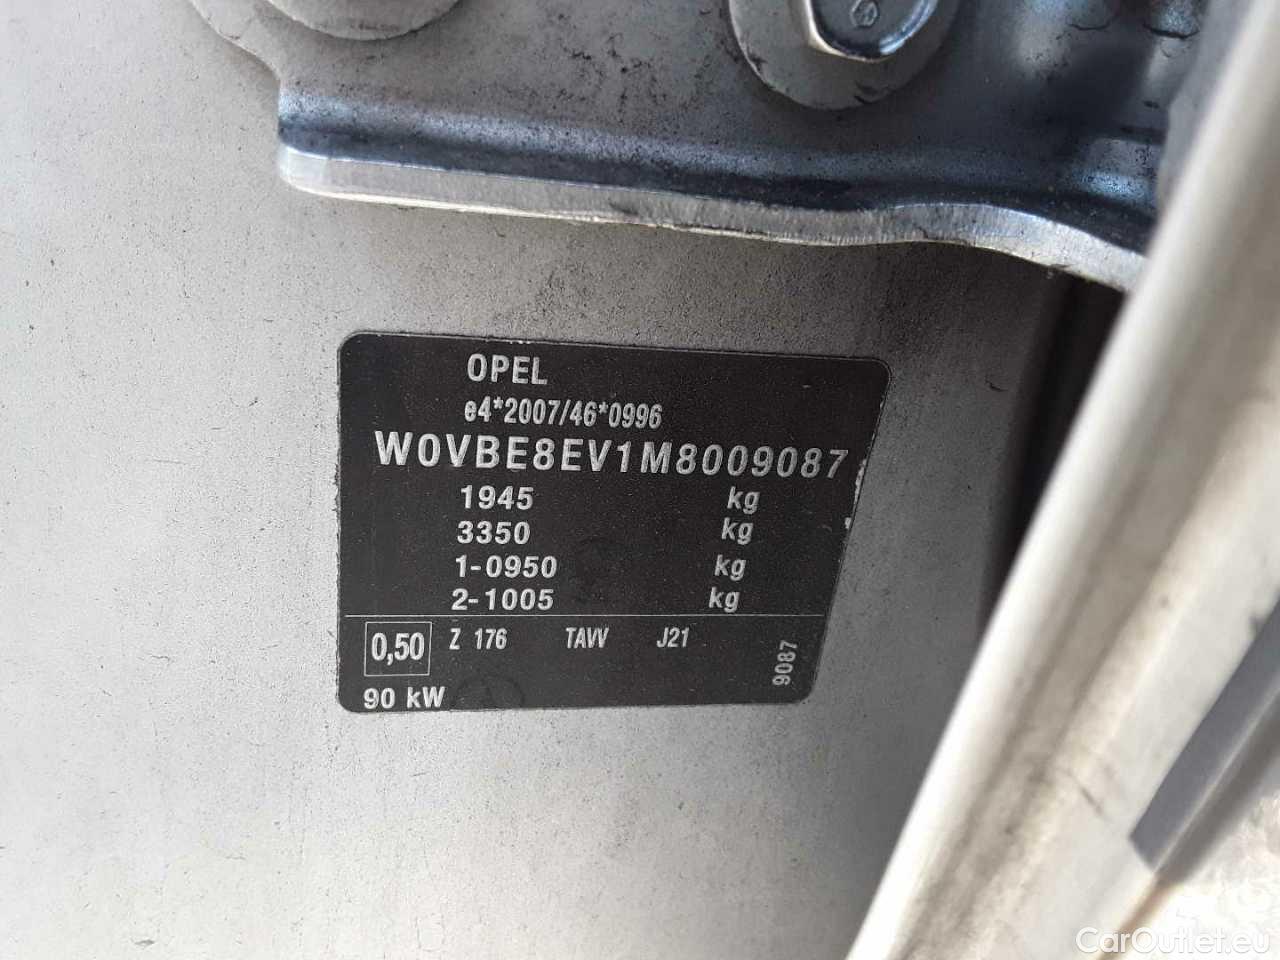 OPEL
e4*2007/46*0996
W0VBE8EV1M8009087
1945 kg
3350 kg
1-0950 kg
2-1005 kg
0,50 Z 176 TAVV J21
9087
90 kW
CarOutlet.eu